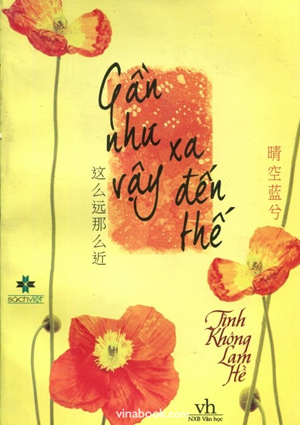 Gần
như xa
vậy đến
thế
这么远那么近
晴空蓝兮
sáchviệt
Tình
Không
Lam
Hề
vh
NXB Văn học
vinabook.com